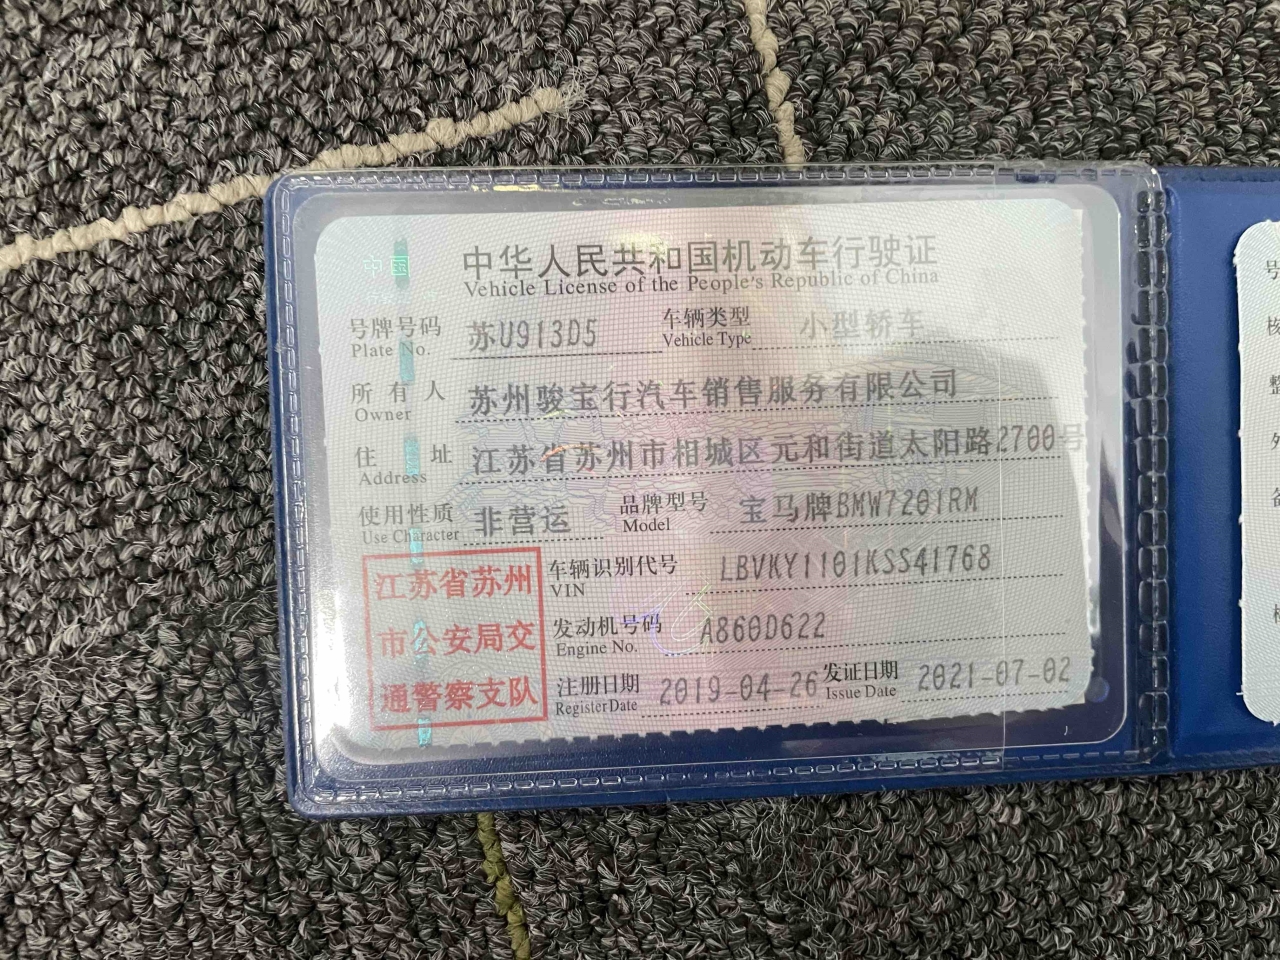 中国
中华人民共和国机动车行驶证
Vehicle License of the People's Republic of China
号牌号码 苏U913D5 车辆类型 小型轿车
Plate No. Vehicle Type
所有人 苏州骏宝行汽车销售服务有限公司
Owner
住址 江苏省苏州市相城区元和街道太阳路2700号
Address
使用性质 非营运 品牌型号 宝马牌BMW7201RM
Use Character Model
江苏省苏州
市公安局交
通警察支队
车辆识别代号 LBVKY1101KSS41768
VIN
发动机号码 A860D622
Engine No.
注册日期 2019-04-26 发证日期 2021-07-02
Register Date Issue Date
号